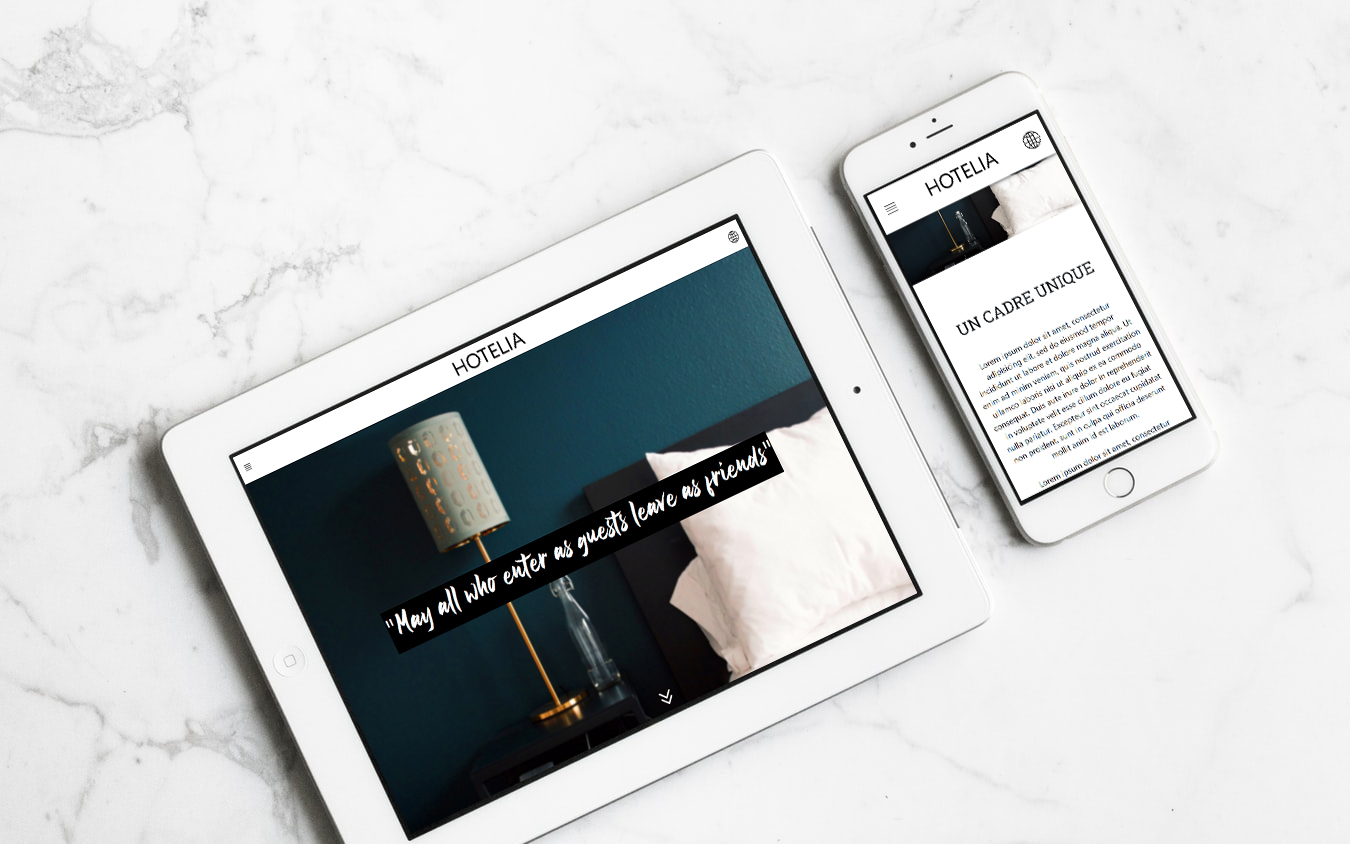 HOTELIA
"May all who enter as guests leave as friends"
HOTELIA
UN CADRE UNIQUE
Lorem ipsum dolor sit amet, consectetur
adipisicing elit, sed do eiusmod tempor
incididunt ut labore et dolore magna aliqua. Ut
enim ad minim veniam, quis nostrud exercitation
ullamco laboris nisi ut aliquip ex ea commodo
consequat. Duis aute irure dolor in reprehenderit
in voluptate velit esse cillum dolore eu fugiat
nulla pariatur. Excepteur sint occaecat cupidatat
non proident, sunt in culpa qui officia deserunt
mollit anim id est laborum.
Lorem ipsum dolor sit amet, consectetur